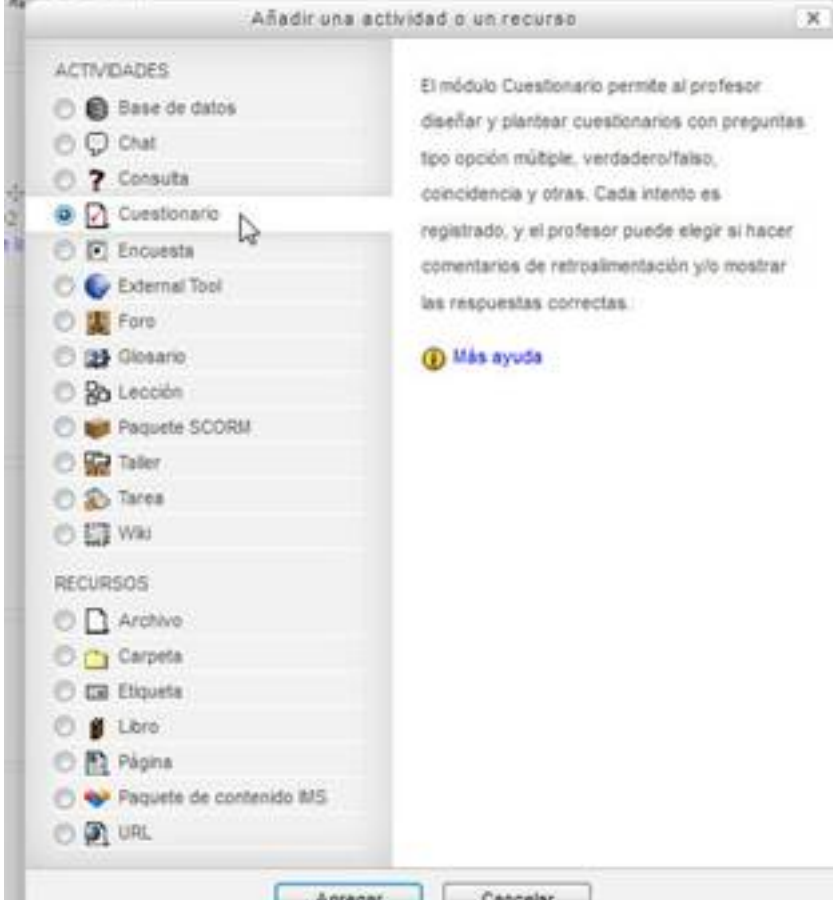 Añadir una actividad o un recurso
ACTIVIDADES
Base de datos
Chat
Consulta
Cuestionario
Encuesta
External Tool
Foro
Glosario
Lección
Paquete SCORM
Taller
Tarea
Wiki
RECURSOS
Archivo
Carpeta
Etiqueta
Libro
Página
Paquete de contenido IMS
URL
El módulo Cuestionario permite al profesor
diseñar y plantear cuestionarios con preguntas
tipo opción múltiple, verdadero/falso,
coincidencia y otras. Cada intento es
registrado, y el profesor puede elegir si hacer
comentarios de retroalimentación y/o mostrar
las respuestas correctas.
Más ayuda
Agregar
Cancelar